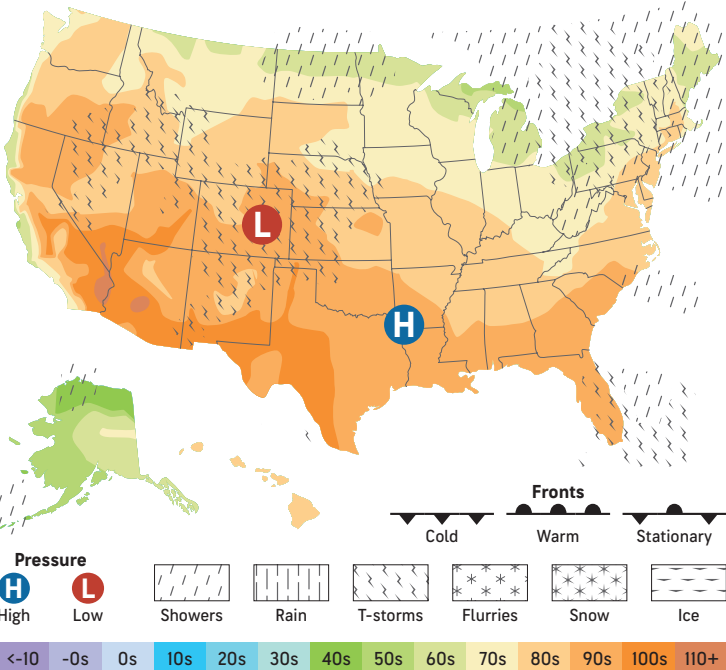 L
H
Fronts
Cold Warm Stationary
Pressure
H L
High Low Showers Rain T-storms Flurries Snow Ice
<-10 -0s 0s 10s 20s 30s 40s 50s 60s 70s 80s 90s 100s 110+